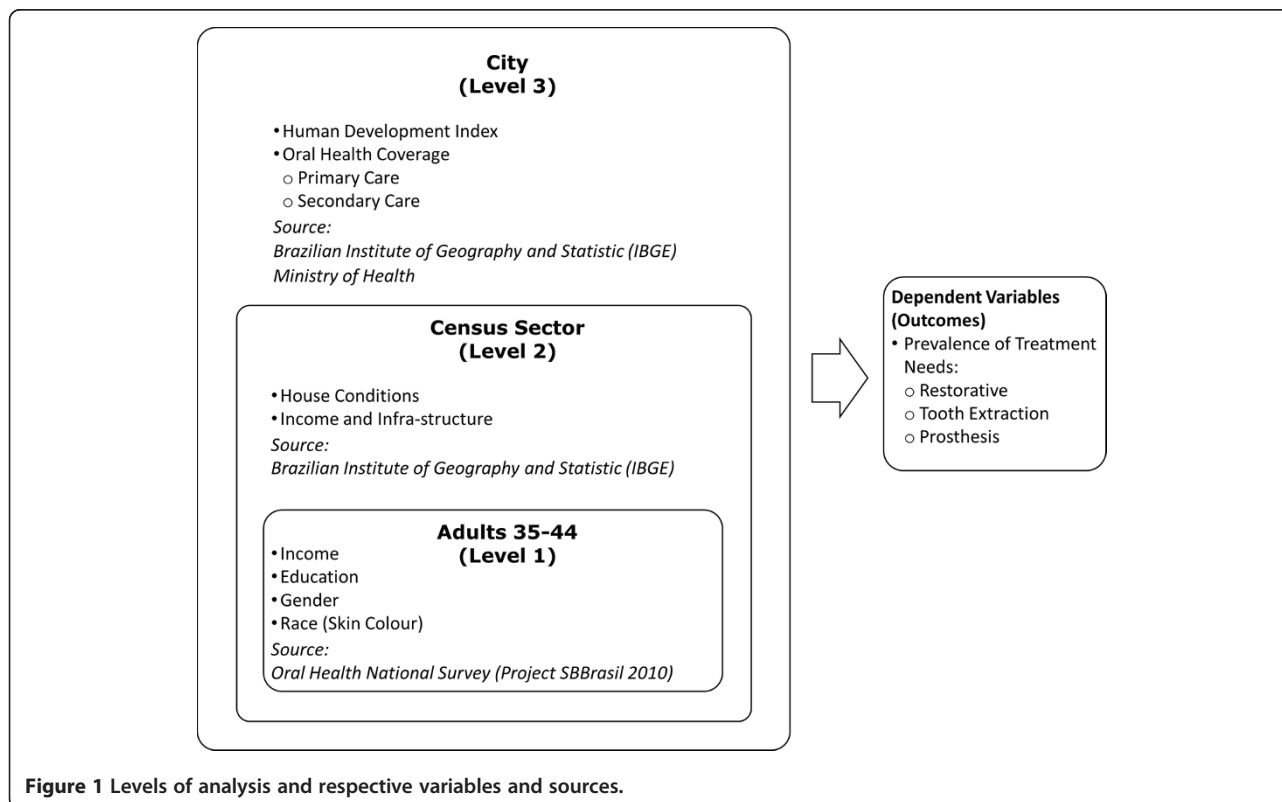 City
(Level 3)
•Human Development Index
•Oral Health Coverage
o Primary Care
o Secondary Care
Source:
Brazilian Institute of Geography and Statistic (IBGE)
Ministry of Health
Census Sector
(Level 2)
•House Conditions
•Income and Infra-structure
Source:
Brazilian Institute of Geography and Statistic (IBGE)
Adults 35-44
(Level 1)
•Income
•Education
•Gender
•Race (Skin Colour)
Source:
Oral Health National Survey (Project SBBrasil 2010)
Dependent Variables
(Outcomes)
• Prevalence of Treatment
Needs:
o Restorative
o Tooth Extraction
o Prosthesis
Figure 1 Levels of analysis and respective variables and sources.